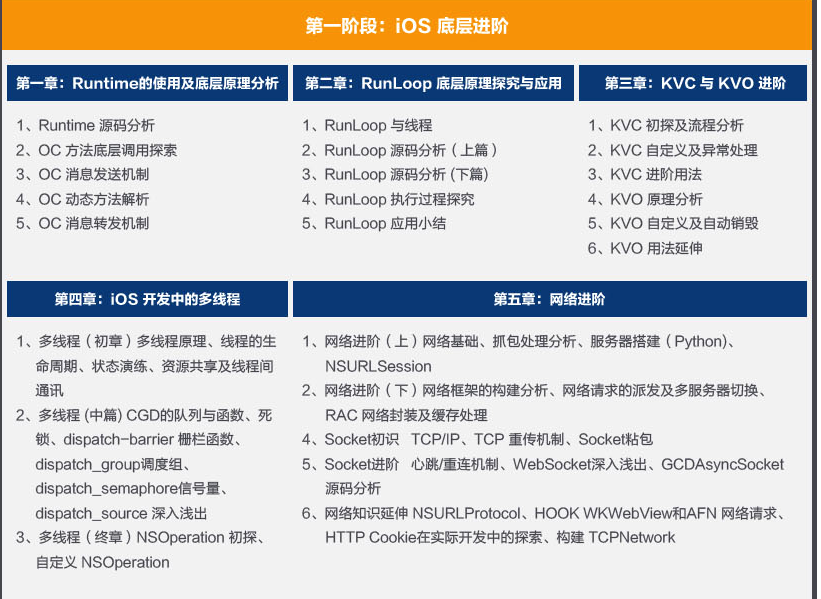 第一阶段：iOS 底层进阶
第一章：Runtime的使用及底层原理分析
1、Runtime 源码分析
2、OC 方法底层调用探索
3、OC 消息发送机制
4、OC 动态方法解析
5、OC 消息转发机制
第二章：RunLoop 底层原理探究与应用
1、RunLoop 与线程
2、RunLoop 源码分析（上篇）
3、RunLoop 源码分析 (下篇)
4、RunLoop 执行过程探究
5、RunLoop 应用小结
第三章：KVC 与 KVO 进阶
1、KVC 初探及流程分析
2、KVC 自定义及异常处理
3、KVC 进阶用法
4、KVO 原理分析
5、KVO 自定义及自动销毁
6、KVO 用法延伸
第四章：iOS 开发中的多线程
1、多线程（初章）多线程原理、线程的生
命周期、状态演练、资源共享及线程间
通讯
2、多线程 (中篇) CGD的队列与函数、死
锁、dispatch-barrier 栅栏函数、
dispatch_group调度组、
dispatch_semaphore信号量、
dispatch_source 深入浅出
3、多线程（终章）NSOperation 初探、
自定义 NSOperation
第五章：网络进阶
1、网络进阶（上）网络基础、抓包处理分析、服务器搭建（Python)、
NSURLSession
2、网络进阶（下）网络框架的构建分析、网络请求的派发及多服务器切换、
RAC 网络封装及缓存处理
4、Socket初识 TCP/IP、TCP 重传机制、Socket粘包
5、Socket进阶 心跳/重连机制、WebSocket深入浅出、GCDAsyncSocket
源码分析
6、网络知识延伸 NSURLProtocol、HOOK WKWebView和AFN 网络请求、
HTTP Cookie在实际开发中的探索、构建 TCPNetwork